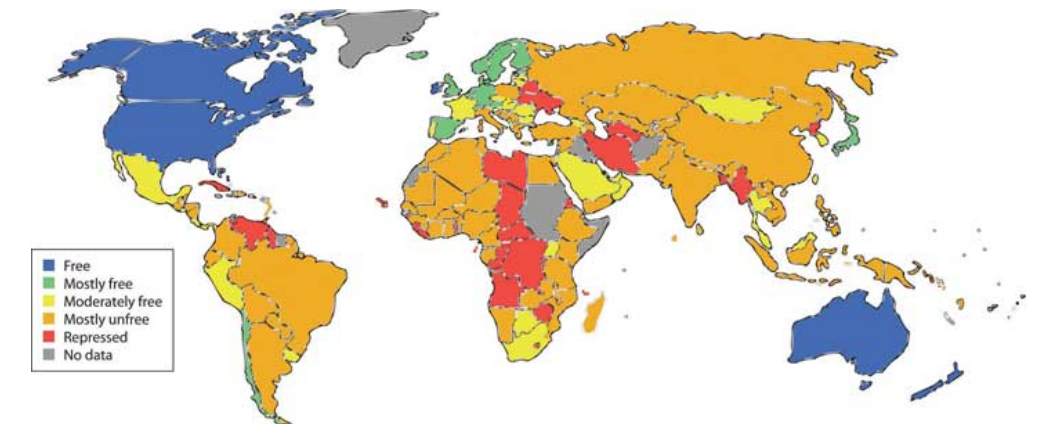 Free
Mostly free
Moderately free
Mostly unfree
Repressed
No data